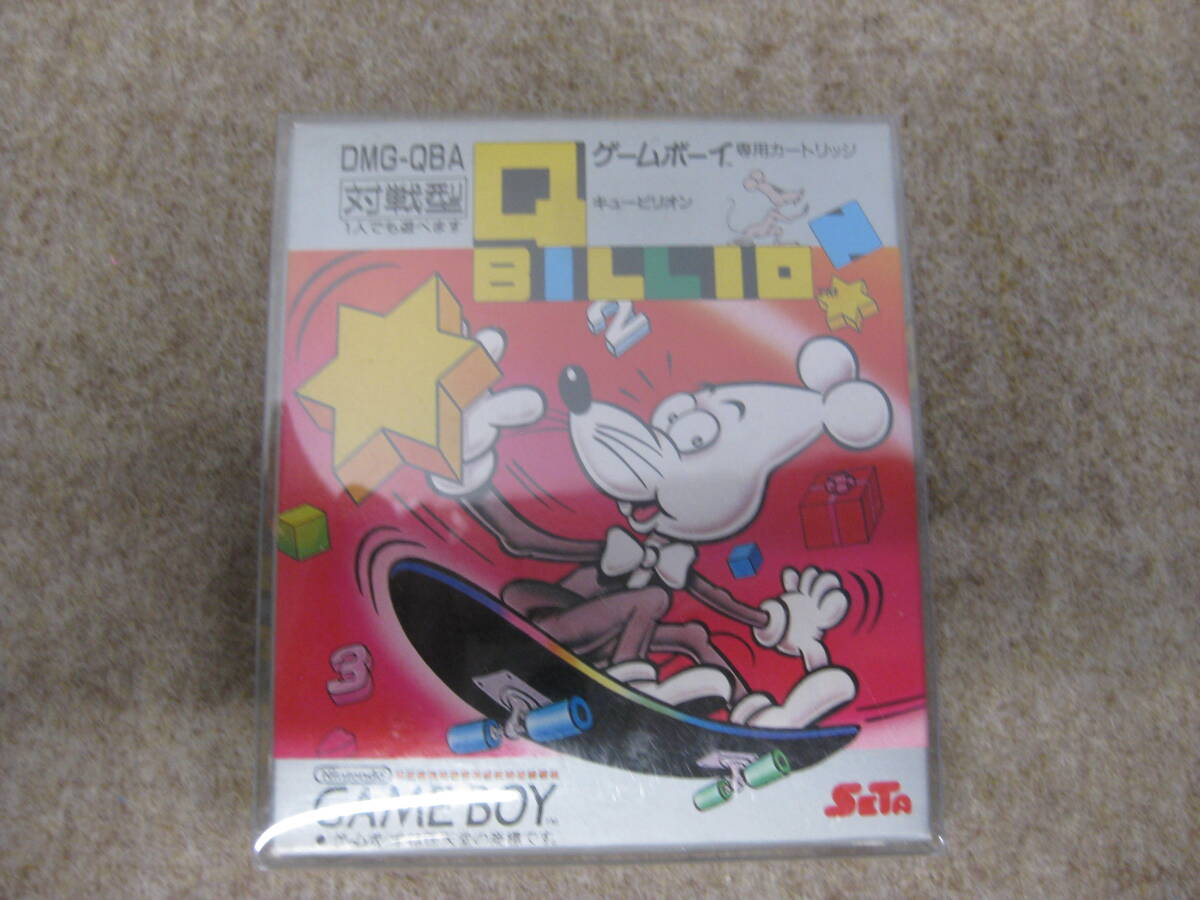 DMG-QBA
対戦型
1人でも遊べます
ゲームボーイ専用カートリッジ
キュービリオン
Q
BILLION
TM
2
3
Nintendo
GAME BOY TM
SETA